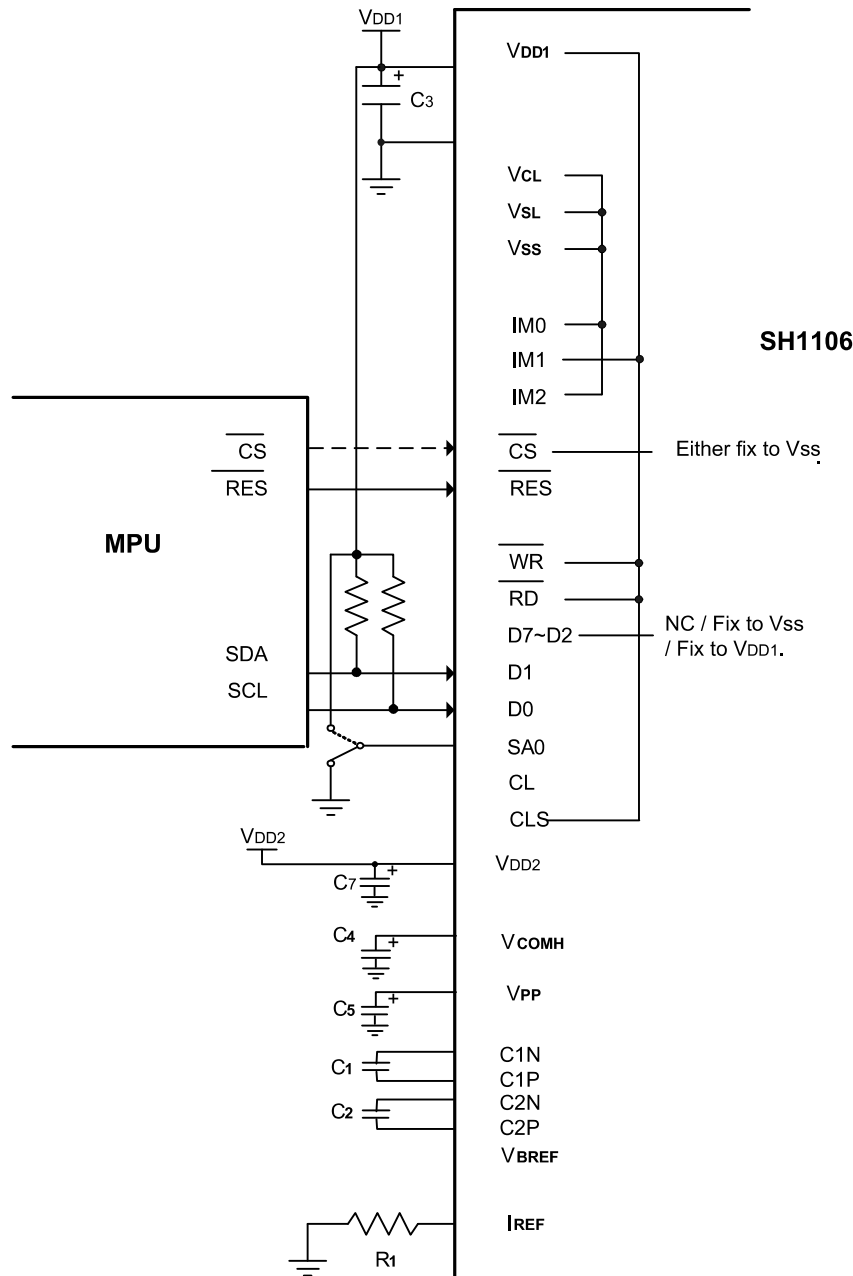 VDD1
VDD1
C3
VCL
VSL
VSS
IM0
SH1106
IM1
IM2
CS
CS
Either fix to Vss.
RES
RES
MPU
WR
RD
D7~D2
NC / Fix to Vss
/ Fix to VDD1.
SDA
D1
SCL
D0
SA0
CL
CLS
VDD2
VDD2
C7
+
C4
+
VCOMH
C5
+
VPP
C1
C1N
C1P
C2
C2N
C2P
VBREF
IREF
R1